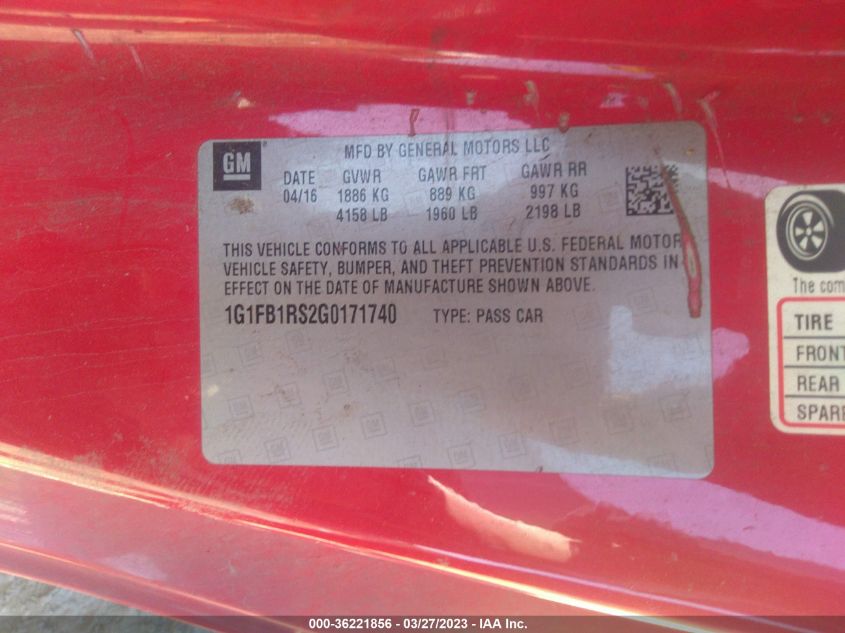 GM
MFD BY GENERAL MOTORS LLC
DATE GVWR GAWR FRT GAWR RR
04/16 1886 KG 889 KG 997 KG
4158 LB 1960 LB 2198 LB
THIS VEHICLE CONFORMS TO ALL APPLICABLE U.S. FEDERAL MOTOR
VEHICLE SAFETY, BUMPER, AND THEFT PREVENTION STANDARDS IN
EFFECT ON THE DATE OF MANUFACTURE SHOWN ABOVE.
1G1FB1RS2G0171740 TYPE: PASS CAR
The com
TIRE
FRONT
REAR
SPARE
000-36221856 - 03/27/2023 - IAA Inc.